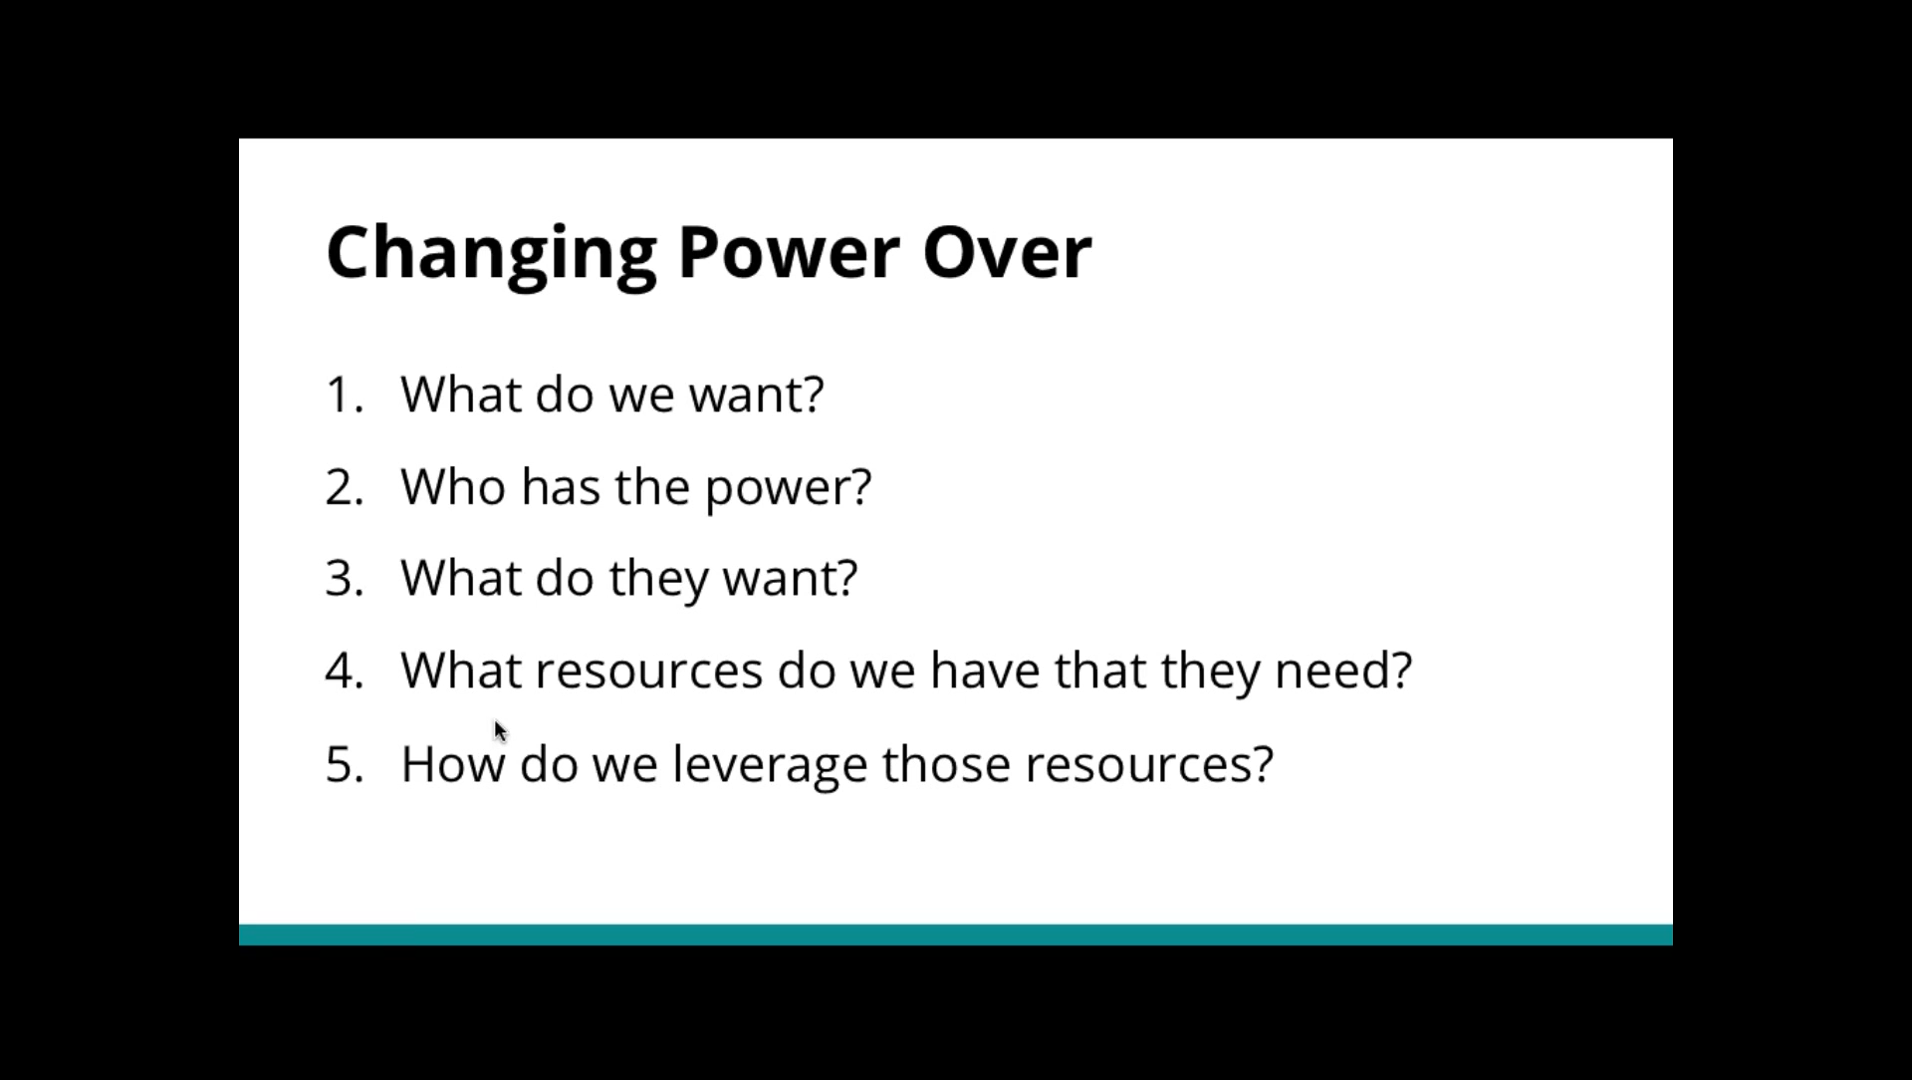 Changing Power Over
1. What do we want?
2. Who has the power?
3. What do they want?
4. What resources do we have that they need?
5. How do we leverage those resources?